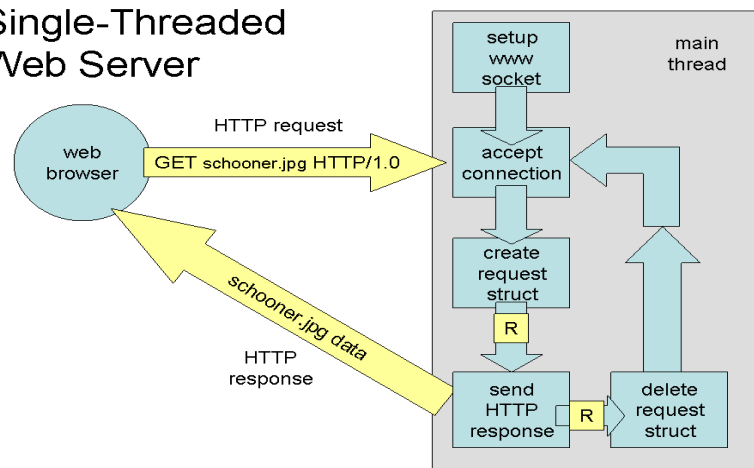 Single-Threaded
Web Server
setup
www
socket
main
thread
HTTP request
web
browser
GET schooner.jpg HTTP/1.0
accept
connection
create
request
struct
R
schooner.jpg data
HTTP
response
send
HTTP
response
R
delete
request
struct